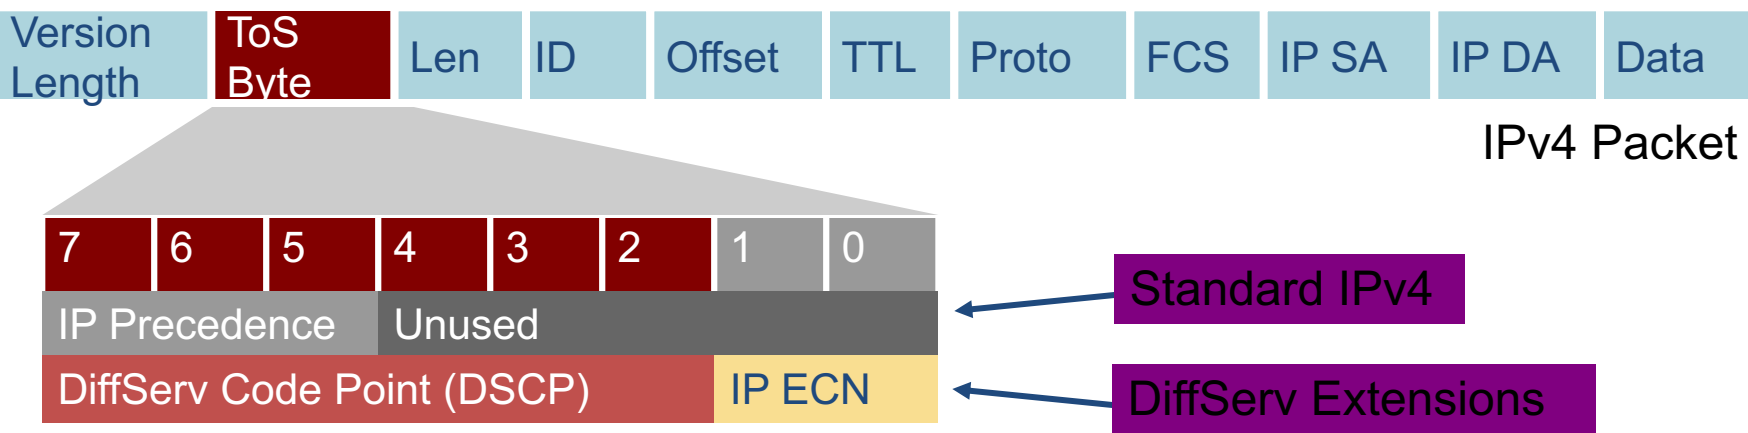 Version Length
ToS Byte
Len
ID
Offset
TTL
Proto
FCS
IP SA
IP DA
Data
IPv4 Packet
7 6 5 4 3 2 1 0
IP Precedence
Unused
Standard IPv4
DiffServ Code Point (DSCP)
IP ECN
DiffServ Extensions